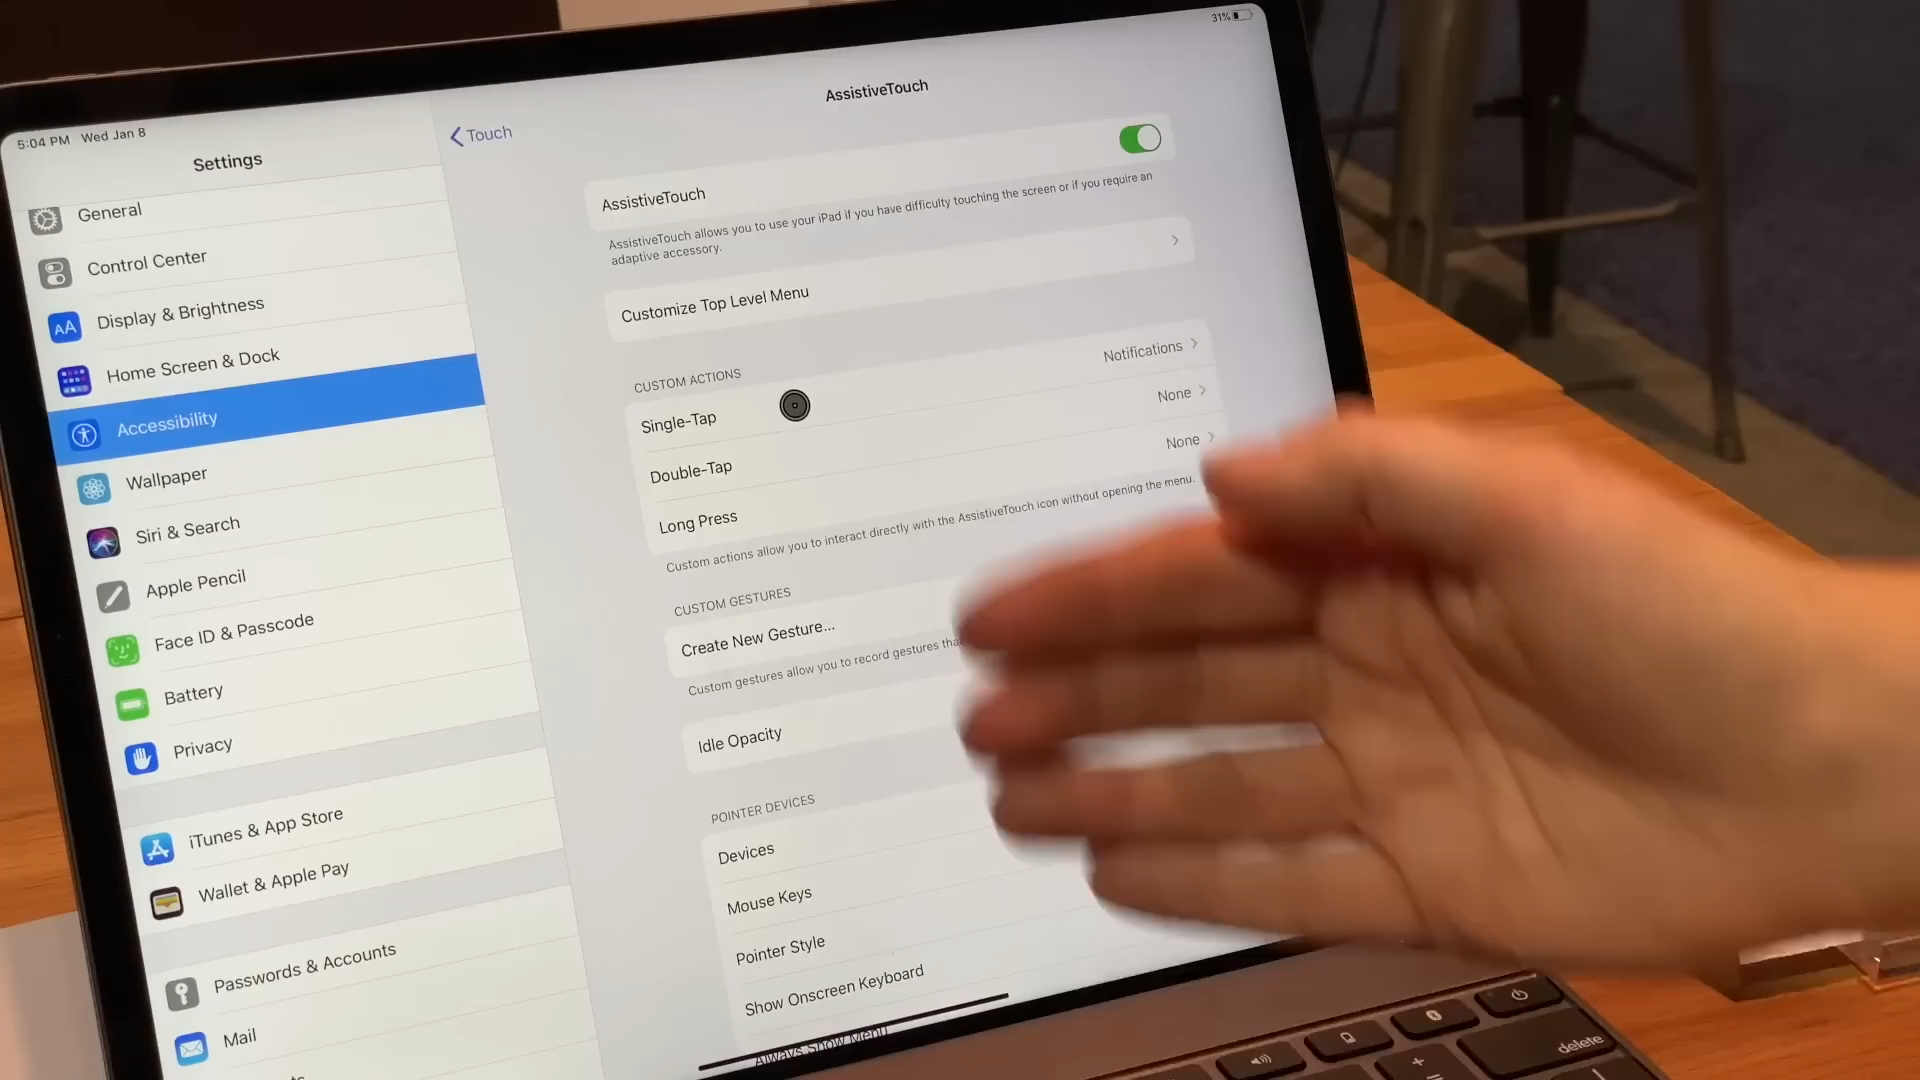 31%
5:04 PM Wed Jan 8
Settings
General
Control Center
Display & Brightness
Home Screen & Dock
Accessibility
Wallpaper
Siri & Search
Apple Pencil
Face ID & Passcode
Battery
Privacy
iTunes & App Store
Wallet & Apple Pay
Passwords & Accounts
Mail
Touch
AssistiveTouch
AssistiveTouch
AssistiveTouch allows you to use your iPad if you have difficulty touching the screen or if you require an
adaptive accessory.
Customize Top Level Menu
CUSTOM ACTIONS
Single-Tap Notifications
Double-Tap None
Long Press None
Custom actions allow you to interact directly with the AssistiveTouch icon without opening the menu.
CUSTOM GESTURES
Create New Gesture...
Custom gestures allow you to record gestures
Idle Opacity
POINTER DEVICES
Devices
Mouse Keys
Pointer Style
Show Onscreen Keyboard
Always Show Menu
delete